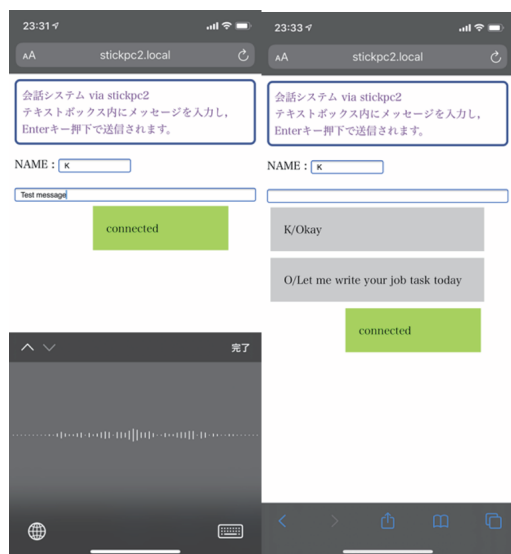 23:31
AA stickpc2.local
会話システム via stickpc2
テキストボックス内にメッセージを入力し，
Enterキー押下で送信されます。
NAME : K
Test message
connected
完了
23:33
AA stickpc2.local
会話システム via stickpc2
テキストボックス内にメッセージを入力し，
Enterキー押下で送信されます。
NAME : K
K/Okay
O/Let me write your job task today
connected